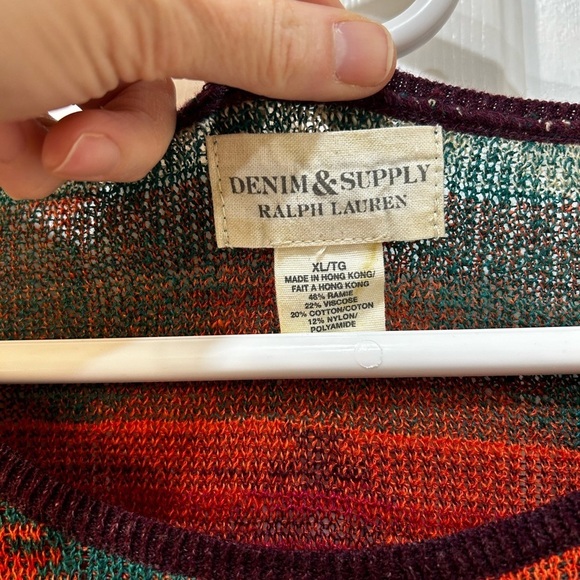 DENIM & SUPPLY
RALPH LAUREN
XL/TG
MADE IN HONG KONG/
FAIT A HONG KONG
46% RAMIE
22% VISCOSE
20% COTTON/COTON
12% NYLON/
POLYAMIDE